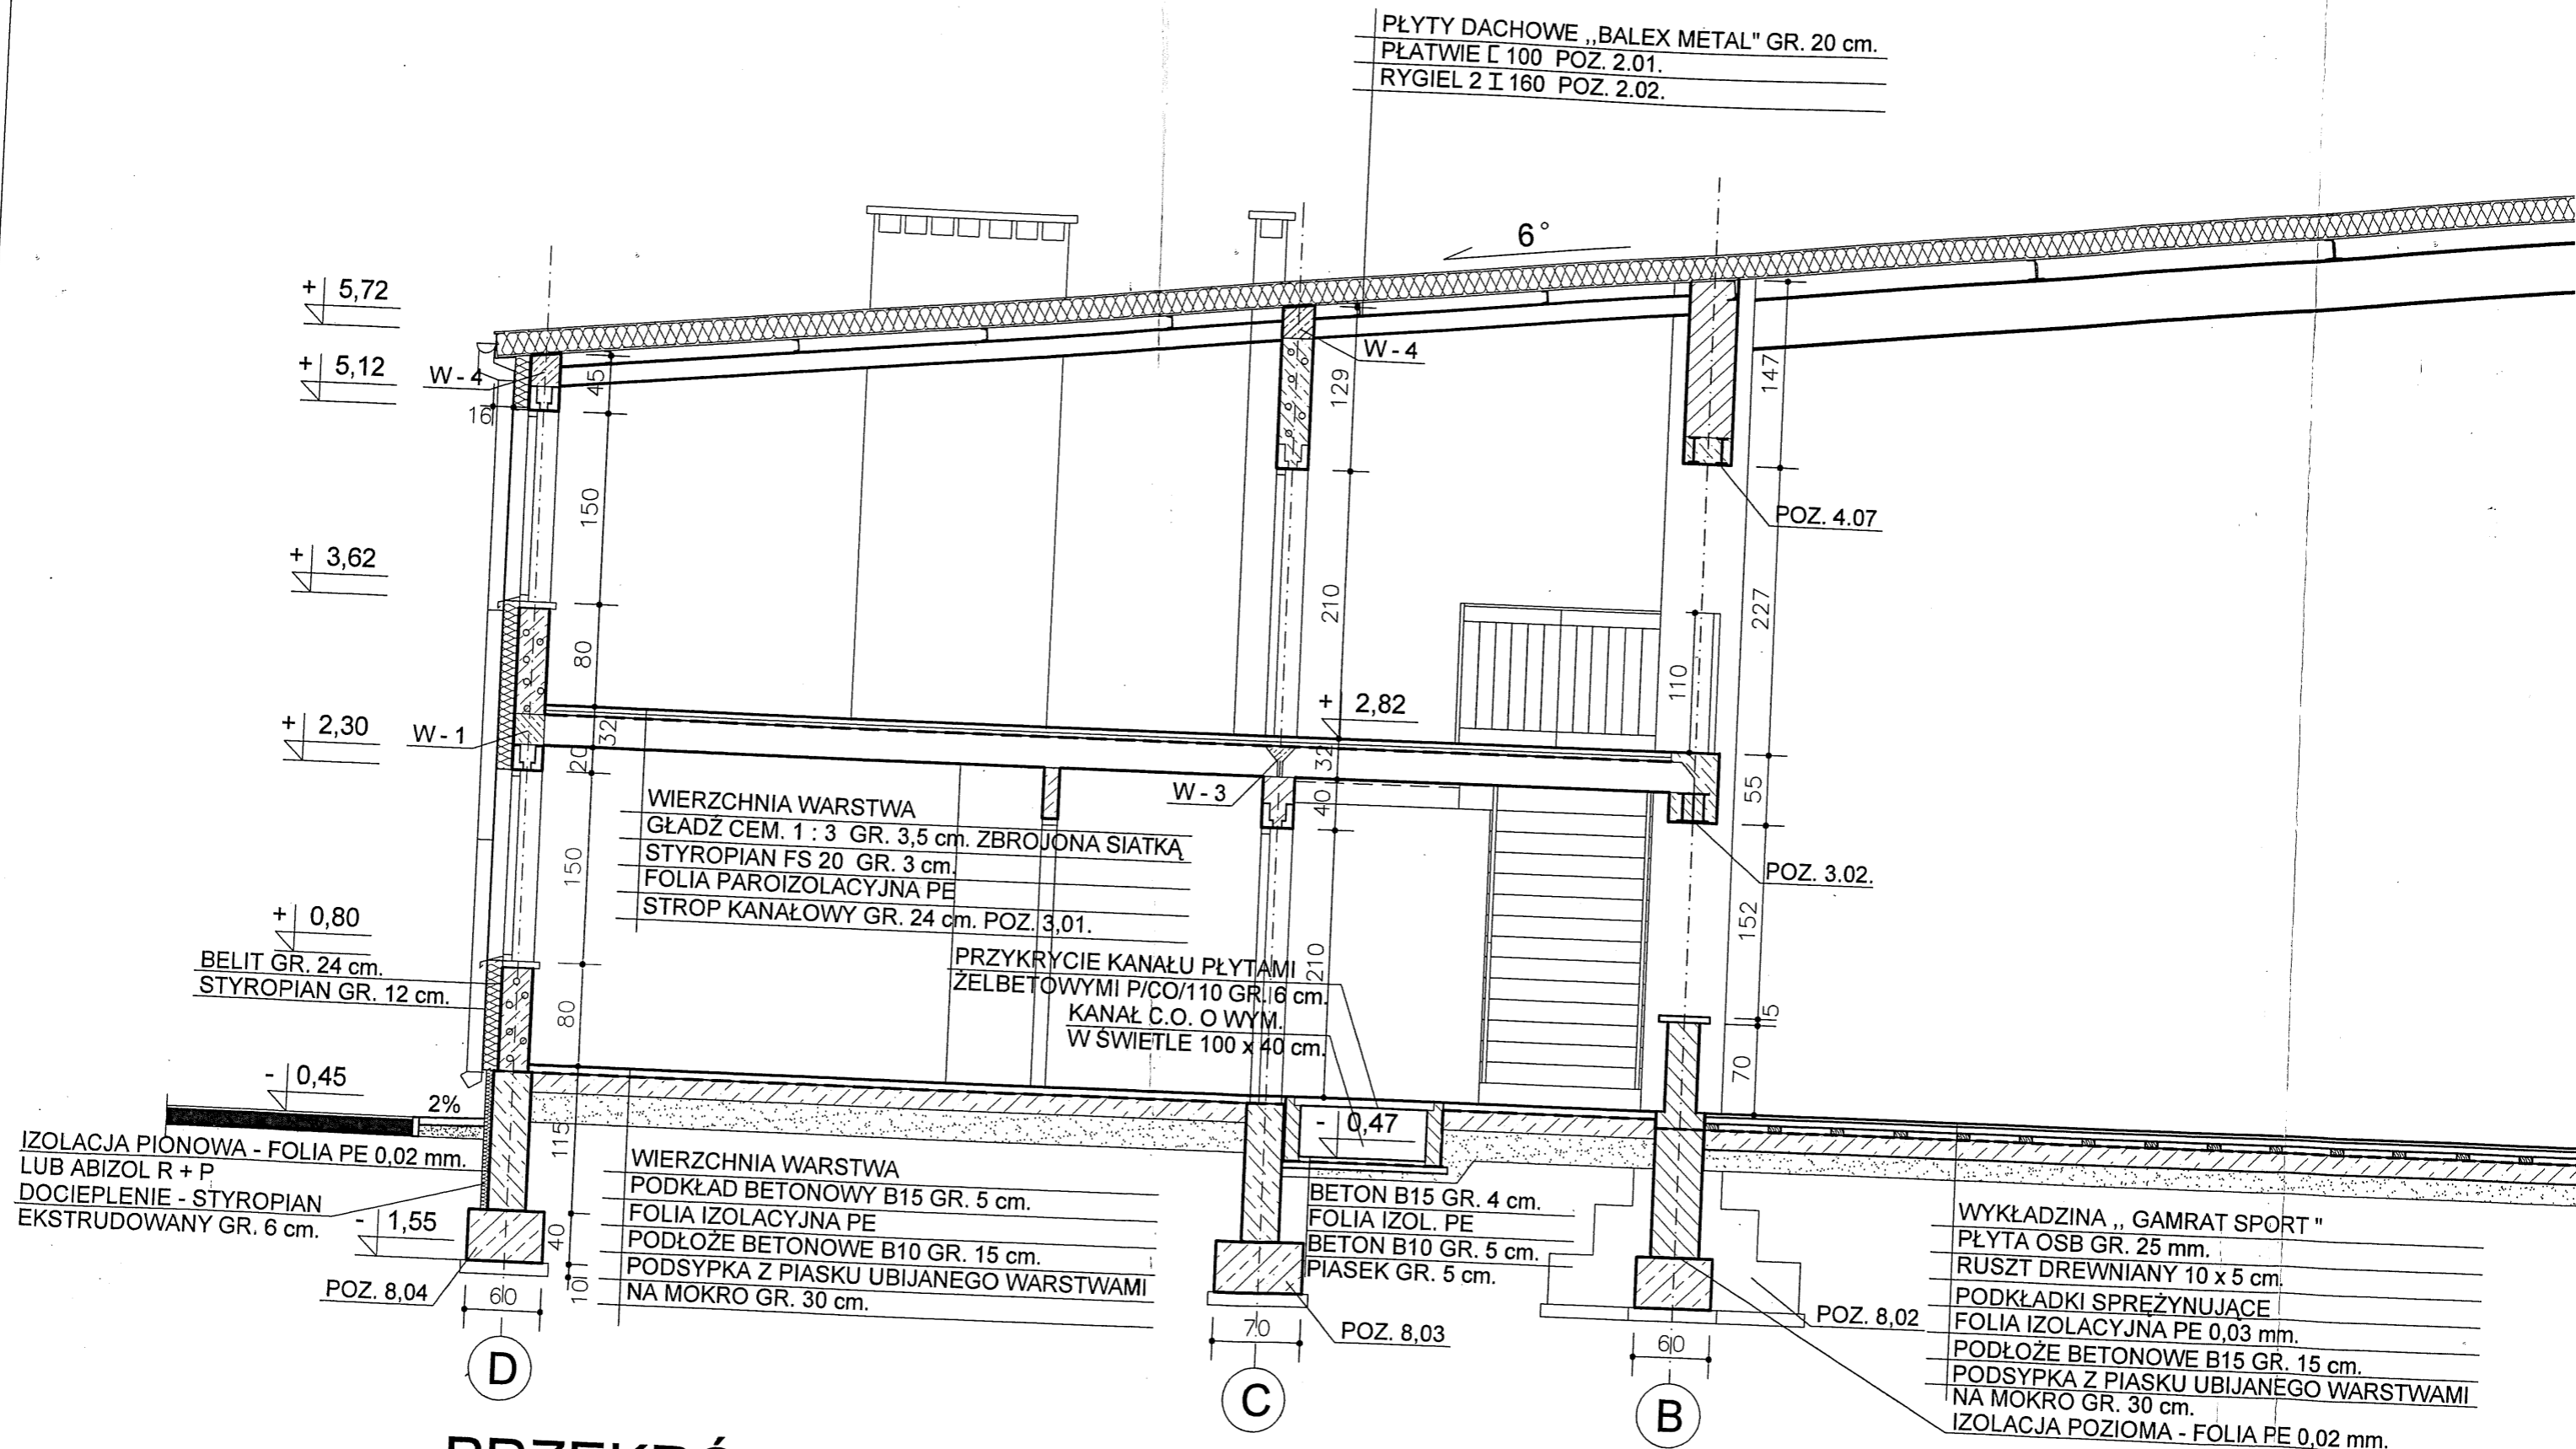 PŁYTY DACHOWE ,,BALEX METAL" GR. 20 cm.
PŁATWIE [ 100 POZ. 2.01.
RYGIEL 2 I 160 POZ. 2.02.
6°
+ 5,72
+ 5,12
W - 4
16
45
W - 4
129
147
150
POZ. 4.07
+ 3,62
210
227
80
110
+ 2,82
+ 2,30
W - 1
20
32
32
W - 3
40
55
WIERZCHNIA WARSTWA
GŁADŹ CEM. 1 : 3 GR. 3,5 cm. ZBROJONA SIATKĄ
STYROPIAN FS 20 GR. 3 cm.
FOLIA PAROIZOLACYJNA PE
STROP KANAŁOWY GR. 24 cm. POZ. 3,01.
150
POZ. 3.02.
152
+ 0,80
BELIT GR. 24 cm.
STYROPIAN GR. 12 cm.
PRZYKRYCIE KANAŁU PŁYTAMI
ŻELBETOWYMI P/CO/110 GR. 6 cm.
KANAŁ C.O. O WYM.
W ŚWIETLE 100 x 40 cm.
210
80
5
70
- 0,45
2%
- 0,47
IZOLACJA PIONOWA - FOLIA PE 0,02 mm.
LUB ABIZOL R + P
DOCIEPLENIE - STYROPIAN
EKSTRUDOWANY GR. 6 cm.
- 1,55
POZ. 8,04
115
40
10
60
WIERZCHNIA WARSTWA
PODKŁAD BETONOWY B15 GR. 5 cm.
FOLIA IZOLACYJNA PE
PODŁOŻE BETONOWE B10 GR. 15 cm.
PODSYPKA Z PIASKU UBIJANEGO WARSTWAMI
NA MOKRO GR. 30 cm.
BETON B15 GR. 4 cm.
FOLIA IZOL. PE
BETON B10 GR. 5 cm.
PIASEK GR. 5 cm.
70
POZ. 8,03
60
POZ. 8,02
WYKŁADZINA ,, GAMRAT SPORT "
PŁYTA OSB GR. 25 mm.
RUSZT DREWNIANY 10 x 5 cm.
PODKŁADKI SPRĘŻYNUJĄCE
FOLIA IZOLACYJNA PE 0,03 mm.
PODŁOŻE BETONOWE B15 GR. 15 cm.
PODSYPKA Z PIASKU UBIJANEGO WARSTWAMI
NA MOKRO GR. 30 cm.
IZOLACJA POZIOMA - FOLIA PE 0,02 mm.
D
C
B